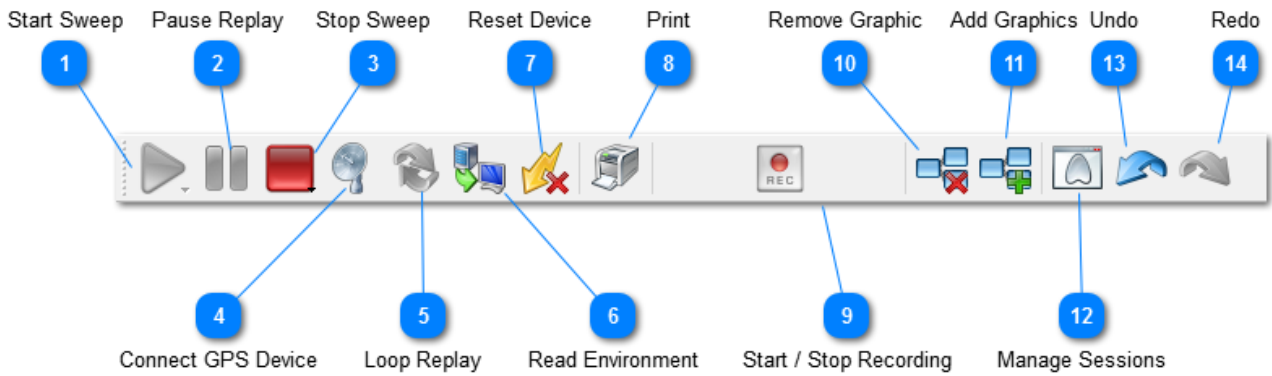 Start Sweep Pause Replay Stop Sweep Reset Device Print Remove Graphic Add Graphics Undo Redo
1 2 3 7 8 10 11 13 14
REC
4 5 6 9 12
Connect GPS Device Loop Replay Read Environment Start / Stop Recording Manage Sessions